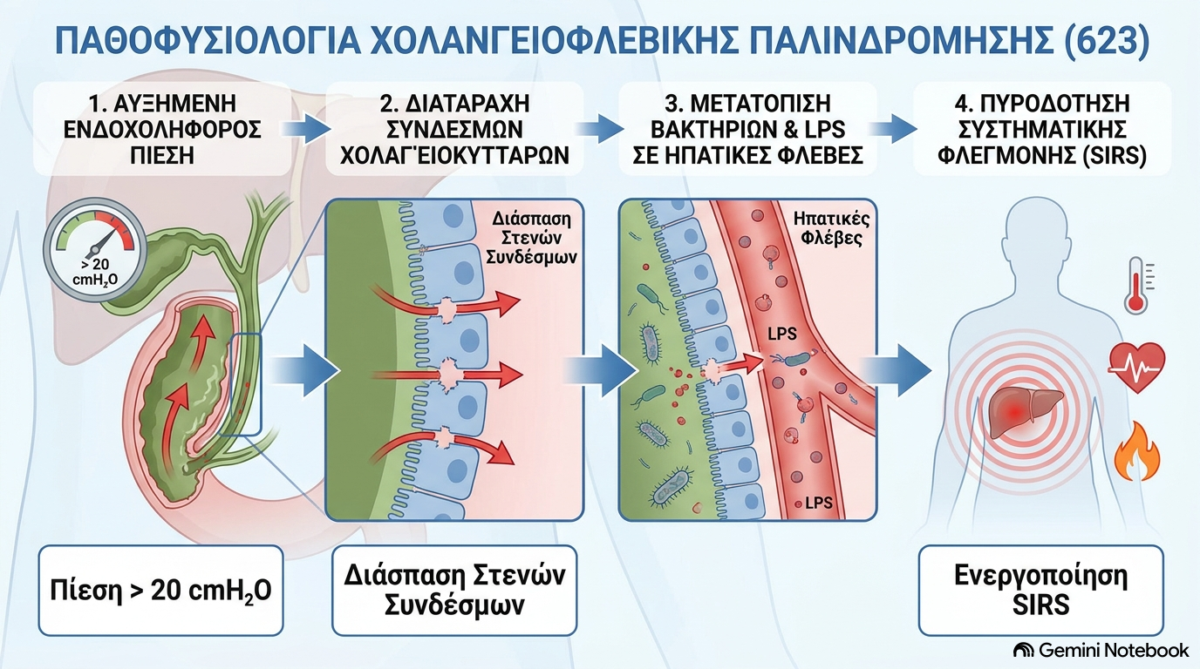 ΠΑΘΟΦΥΣΙΟΛΟΓΙΑ ΧΟΛΑΝΓΕΙΟΦΛΕΒΙΚΗΣ ΠΑΛΙΝΔΡΟΜΗΣΗΣ (623)
1. ΑΥΞΗΜΕΝΗ
ΕΝΔΟΧΟΛΗΦΟΡΟΣ
ΠΙΕΣΗ
2. ΔΙΑΤΑΡΑΧΗ
ΣΥΝΔΕΣΜΩΝ
ΧΟΛΑΓ'ΕΙΟΚΥΤΤΑΡΩΝ
3. ΜΕΤΑΤΟΠΙΣΗ
ΒΑΚΤΗΡΙΩΝ & LPS
ΣΕ ΗΠΑΤΙΚΕΣ ΦΛΕΒΕΣ
4. ΠΥΡΟΔΟΤΗΣΗ
ΣΥΣΤΗΜΑΤΙΚΗΣ
ΦΛΕΓΜΟΝΗΣ (SIRS)
> 20
cmH₂O
Διάσπαση
Στενών
Συνδέσμων
Ηπατικές
Φλέβες
LPS
LPS
Πίεση > 20 cmH₂O
Διάσπαση Στενών
Συνδέσμων
Ενεργοποίηση
SIRS
Gemini Notebook